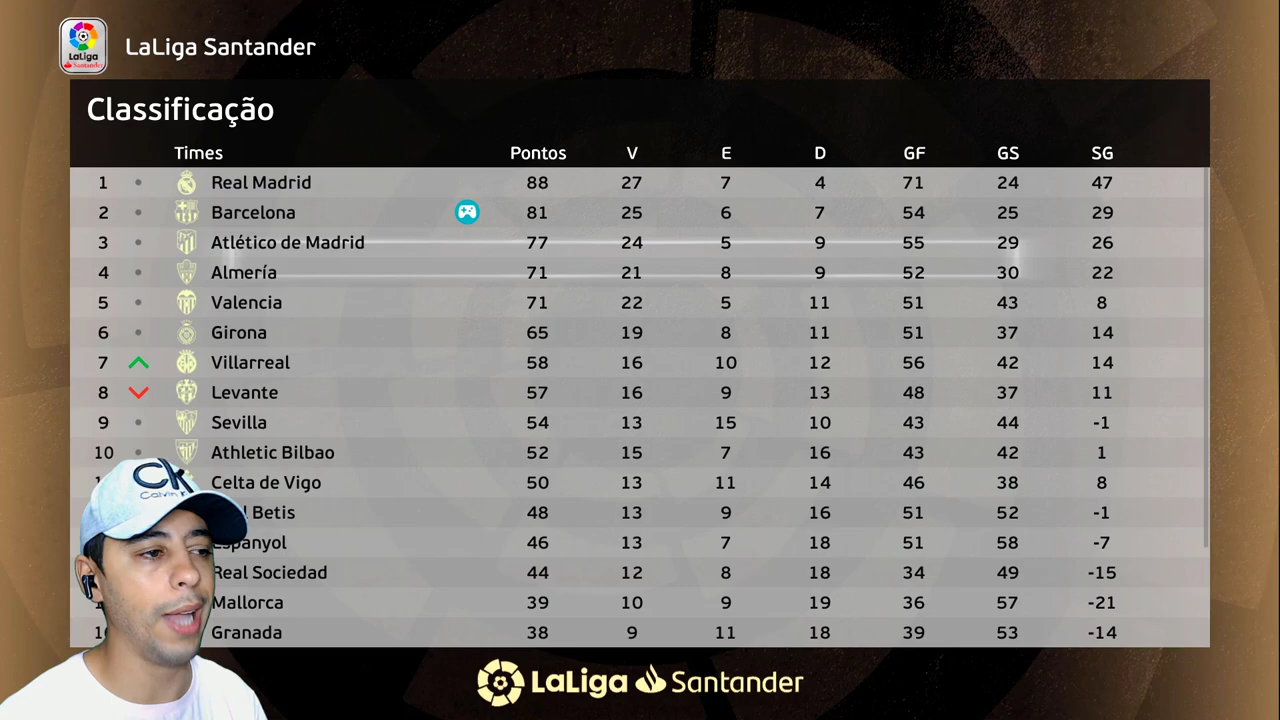 LaLiga Santander
Classificação
Times Pontos V E D GF GS SG
1 Real Madrid 88 27 7 4 71 24 47
2 Barcelona 81 25 6 7 54 25 29
3 Atlético de Madrid 77 24 5 9 55 29 26
4 Almería 71 21 8 9 52 30 22
5 Valencia 71 22 5 11 51 43 8
6 Girona 65 19 8 11 51 37 14
7 Villarreal 58 16 10 12 56 42 14
8 Levante 57 16 9 13 48 37 11
9 Sevilla 54 13 15 10 43 44 -1
10 Athletic Bilbao 52 15 7 16 43 42 1
Celta de Vigo 50 13 11 14 46 38 8
Betis 48 13 9 16 51 52 -1
Espanyol 46 13 7 18 51 58 -7
Real Sociedad 44 12 8 18 34 49 -15
Mallorca 39 10 9 19 36 57 -21
Granada 38 9 11 18 39 53 -14
CK
Calvin K
LaLiga Santander